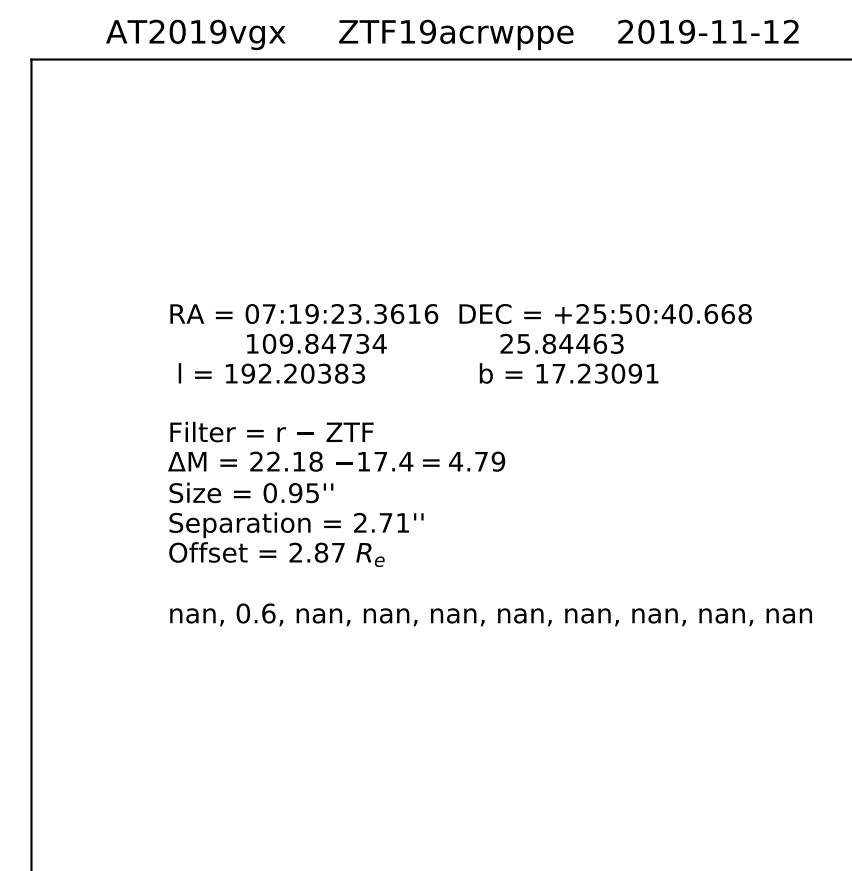 AT2019vgx ZTF19acrwppe 2019-11-12
RA = 07:19:23.3616 DEC = +25:50:40.668
109.84734 25.84463
l = 192.20383 b = 17.23091
Filter = r − ZTF
ΔM = 22.18 −17.4 = 4.79
Size = 0.95''
Separation = 2.71''
Offset = 2.87 Rₑ
nan, 0.6, nan, nan, nan, nan, nan, nan, nan, nan